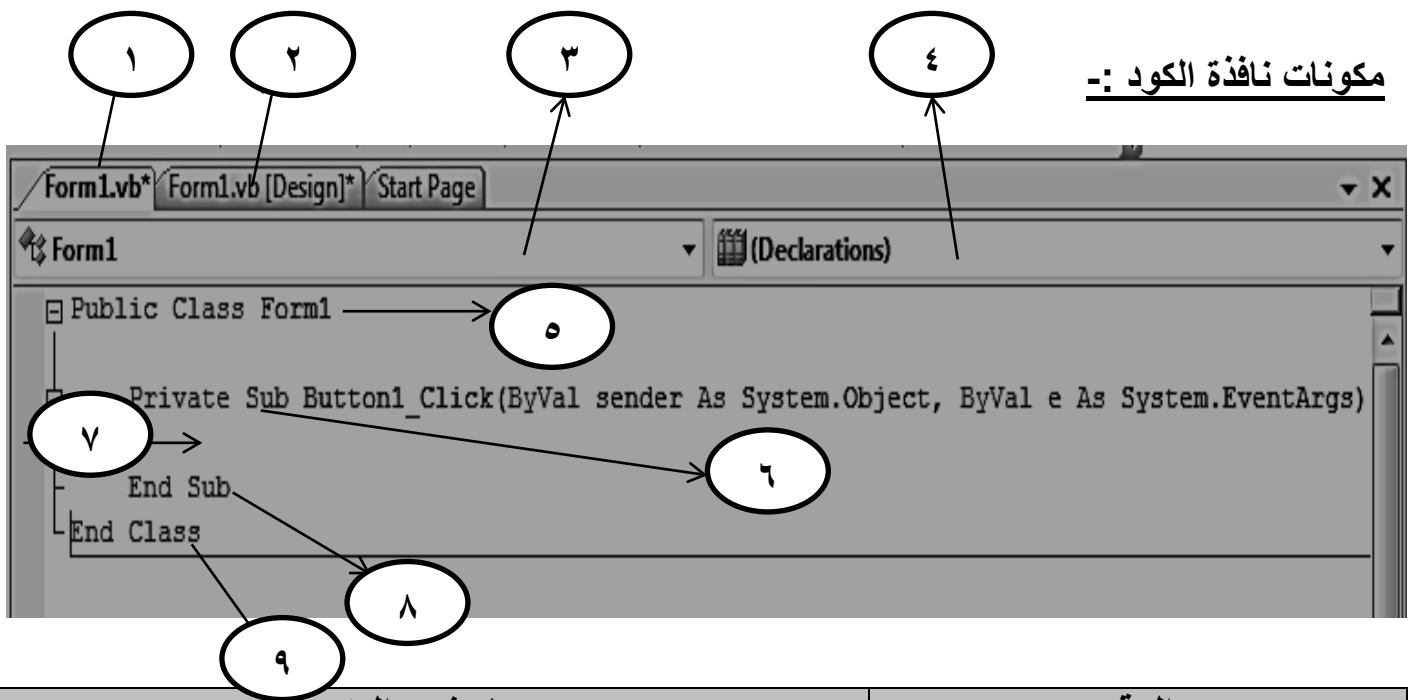 ١ ٢ ٣ ٤
مكونات نافذة الكود :-
Form1.vb* Form1.vb [Design]* Start Page
Form1 (Declarations)
Public Class Form1
٥
Private Sub Button1_Click(ByVal sender As System.Object, ByVal e As System.EventArgs)
٧
٦
End Sub
End Class
٨
٩